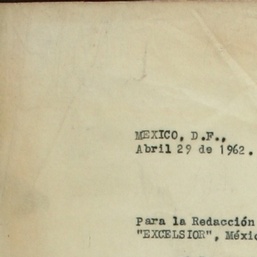 MEXICO, D.F.,
Abril 29 de 1962.
Para la Redacción
"EXCELSIOR", Méxic